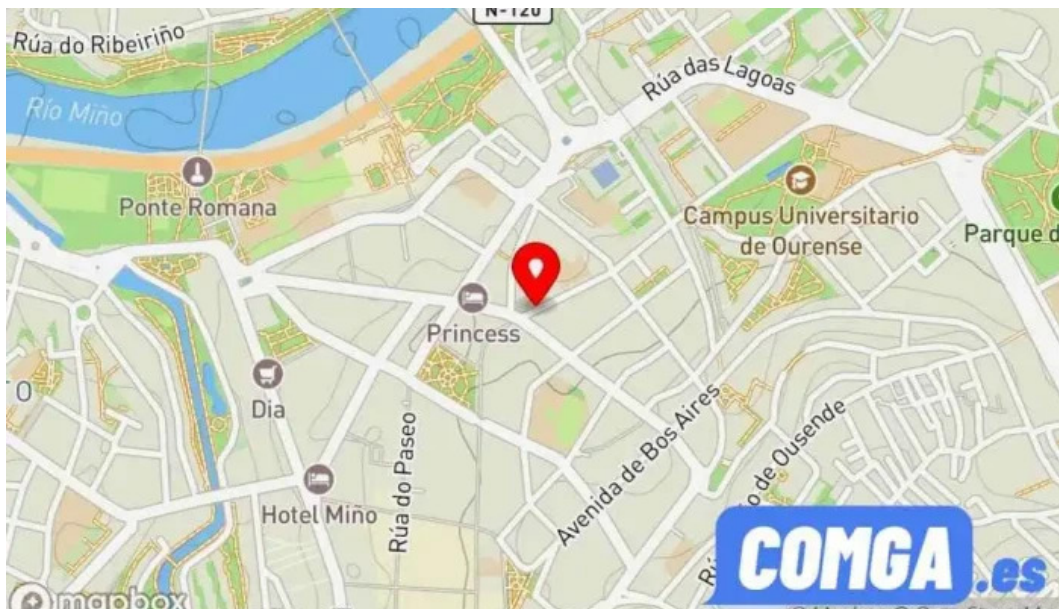 N-120
Rúa do Ribeiriño
Rúa das Lagoas
Río Miño
Ponte Romana
Campus Universitario
de Ourense
Parque d
Princess
Dia
O
Rúa do Paseo
Avenida de Bos Aires
o de Ousende
Hotel Miño
Rú
COMGA.es
mapbox